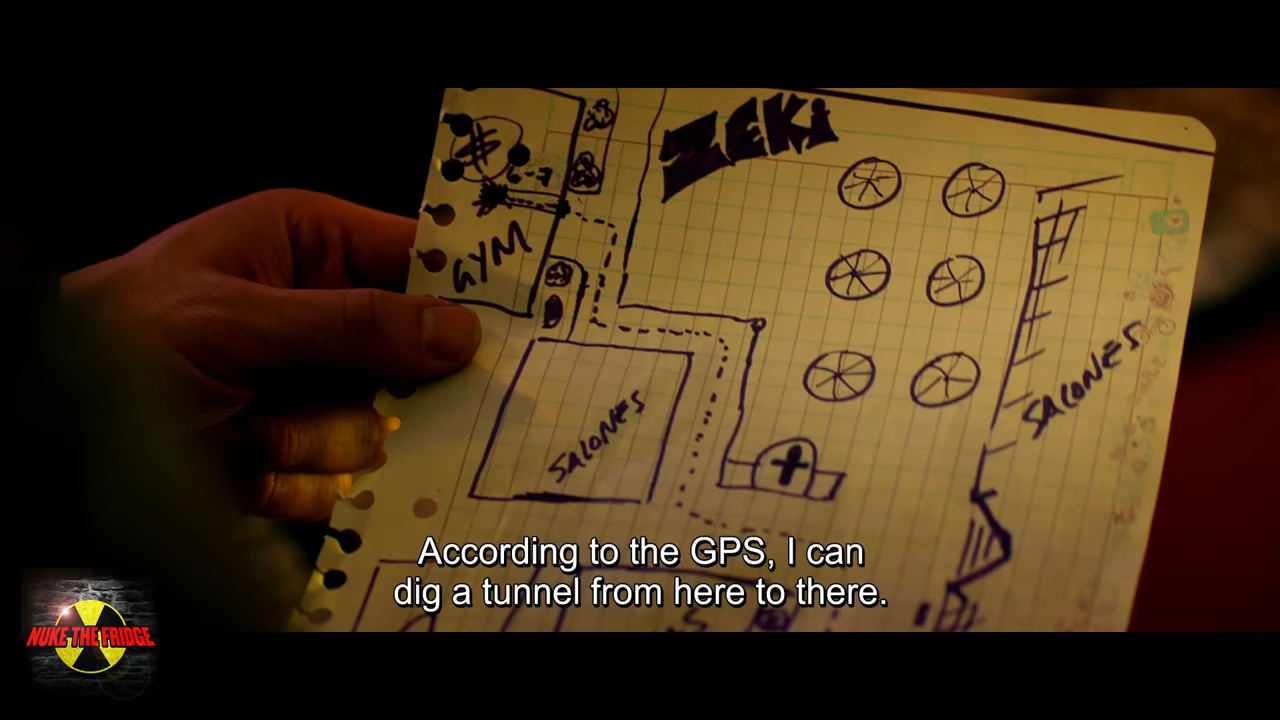 ZEKi
$
6-7
GYM
SALONES
SALONES
According to the GPS, I can
dig a tunnel from here to there.
NUKE THE FRIDGE